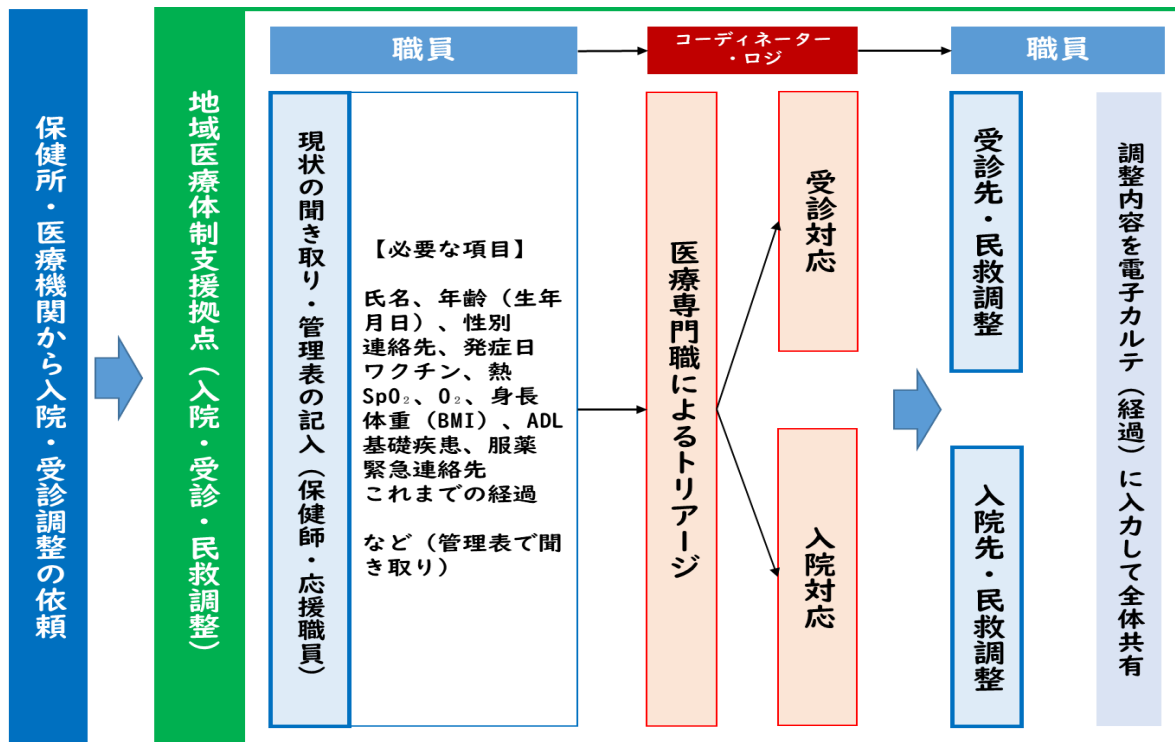 保健所・医療機関から入院・受診調整の依頼
地域医療体制支援拠点（入院・受診・民救調整）
職員
現状の聞き取り・管理表の記入（保健師・応援職員）
【必要な項目】
氏名、年齢（生年
月日）、性別
連絡先、発症日
ワクチン、熱
SpO₂、O₂、身長
体重（BMI）、ADL
基礎疾患、服薬
緊急連絡先
これまでの経過
など（管理表で聞
き取り）
コーディネーター
・ロジ
医療専門職によるトリアージ
受診対応
入院対応
職員
受診先・民救調整
入院先・民救調整
調整内容を電子カルテ（経過）に入力して全体共有